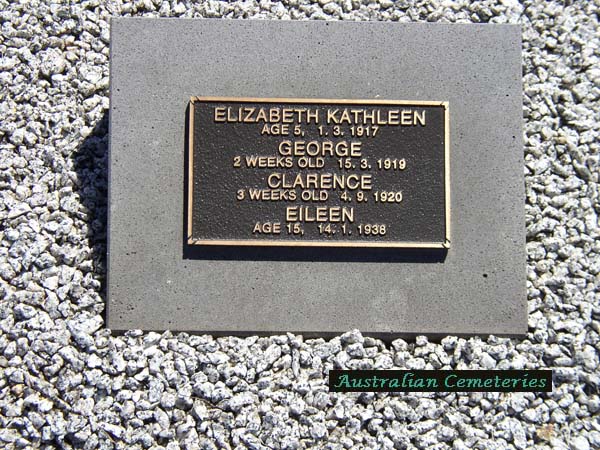 ELIZABETH KATHLEEN
AGE 5, 1. 3. 1917
GEORGE
2 WEEKS OLD 15. 3. 1919
CLARENCE
3 WEEKS OLD 4. 9. 1920
EILEEN
AGE 15, 14. 1. 1938
Australian Cemeteries